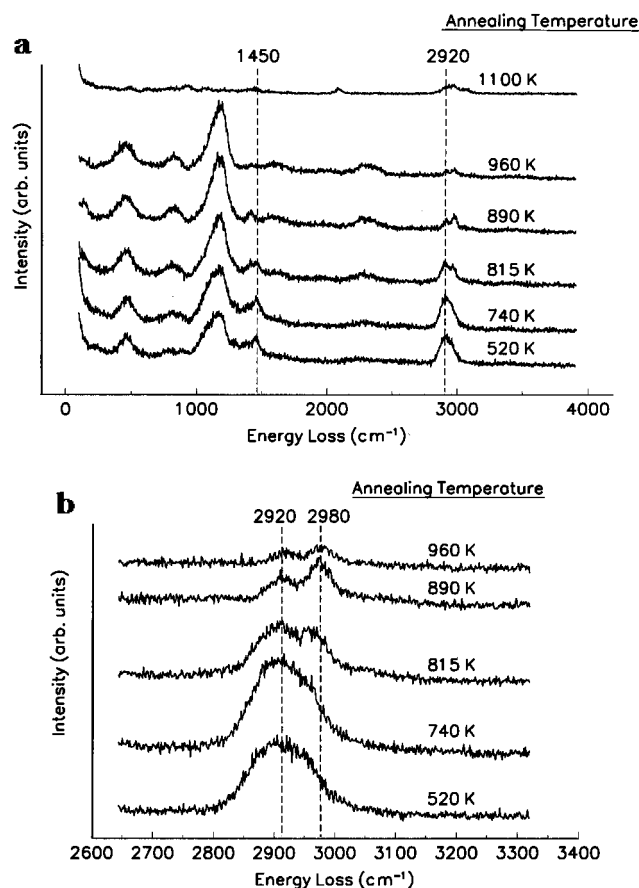 Annealing Temperature
a
1450
2920
1100 K
960 K
890 K
815 K
740 K
520 K
Intensity (arb. units)
0
1000
2000
3000
4000
Energy Loss (cm⁻¹)
Annealing Temperature
b
2920
2980
960 K
890 K
815 K
740 K
520 K
Intensity (arb. units)
2600 2700 2800 2900 3000 3100 3200 3300 3400
Energy Loss (cm⁻¹)